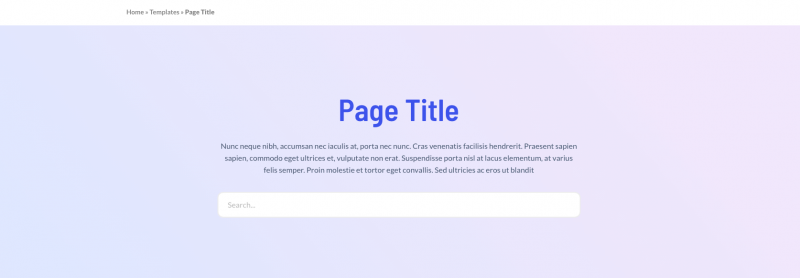 Home » Templates » Page Title
Page Title
Nunc neque nibh, accumsan nec iaculis at, porta nec nunc. Cras venenatis facilisis hendrerit. Praesent sapien
sapien, commodo eget ultrices et, vulputate non erat. Suspendisse porta nisl at lacus elementum, at varius
felis semper. Proin molestie et tortor eget convallis. Sed ultricies ac eros ut blandit
Search...